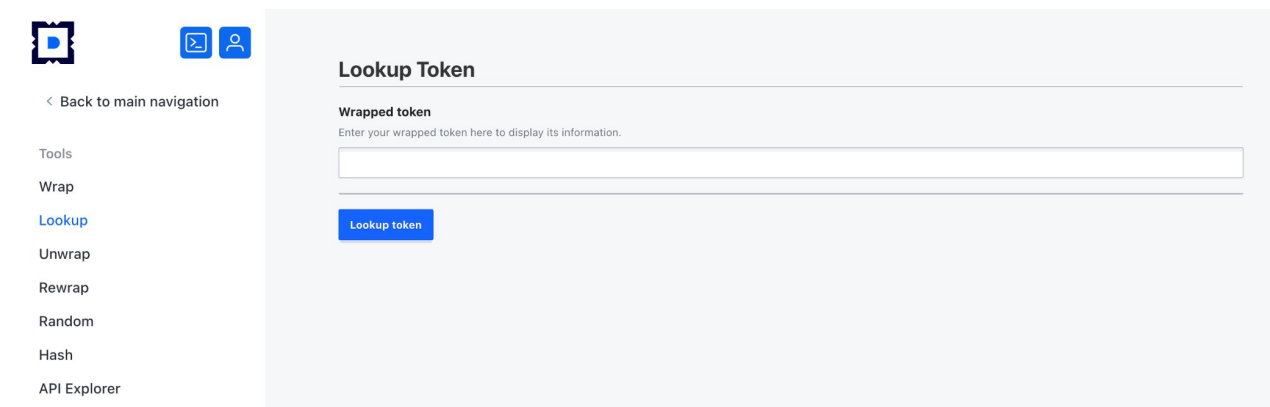 Back to main navigation
Tools
Wrap
Lookup
Unwrap
Rewrap
Random
Hash
API Explorer
Lookup Token
Wrapped token
Enter your wrapped token here to display its information.
Lookup token